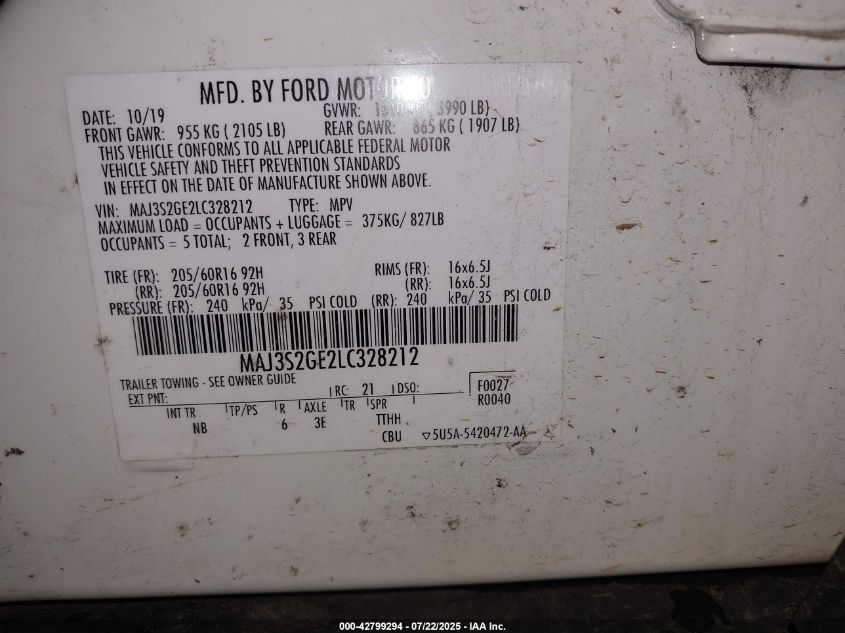 MFD. BY FORD
DATE: 10/19 GVWR: 3990 LB)
FRONT GAWR: 955 KG ( 2105 LB) REAR GAWR: 865 KG ( 1907 LB)
THIS VEHICLE CONFORMS TO ALL APPLICABLE FEDERAL MOTOR
VEHICLE SAFETY AND THEFT PREVENTION STANDARDS
IN EFFECT ON THE DATE OF MANUFACTURE SHOWN ABOVE.
VIN: MAJ3S2GE2LC328212 TYPE: MPV
MAXIMUM LOAD = OCCUPANTS + LUGGAGE = 375KG/ 827LB
OCCUPANTS = 5 TOTAL; 2 FRONT, 3 REAR
TIRE (FR): 205/60R16 92H RIMS (FR): 16x6.5J
(RR): 205/60R16 92H (RR): 16x6.5J
PRESSURE (FR): 240 kPa/ 35 PSI COLD (RR): 240 kPa/ 35 PSI COLD
MAJ3S2GE2LC328212
TRAILER TOWING - SEE OWNER GUIDE
EXT PNT: RC: 21 DSO: F0027
R0040
INT TR TP/PS R AXLE TR SPR
NB 6 3E TTHH
CBU ▽5U5A-5420472-AA
000-42799294 - 07/22/2025 - IAA Inc.